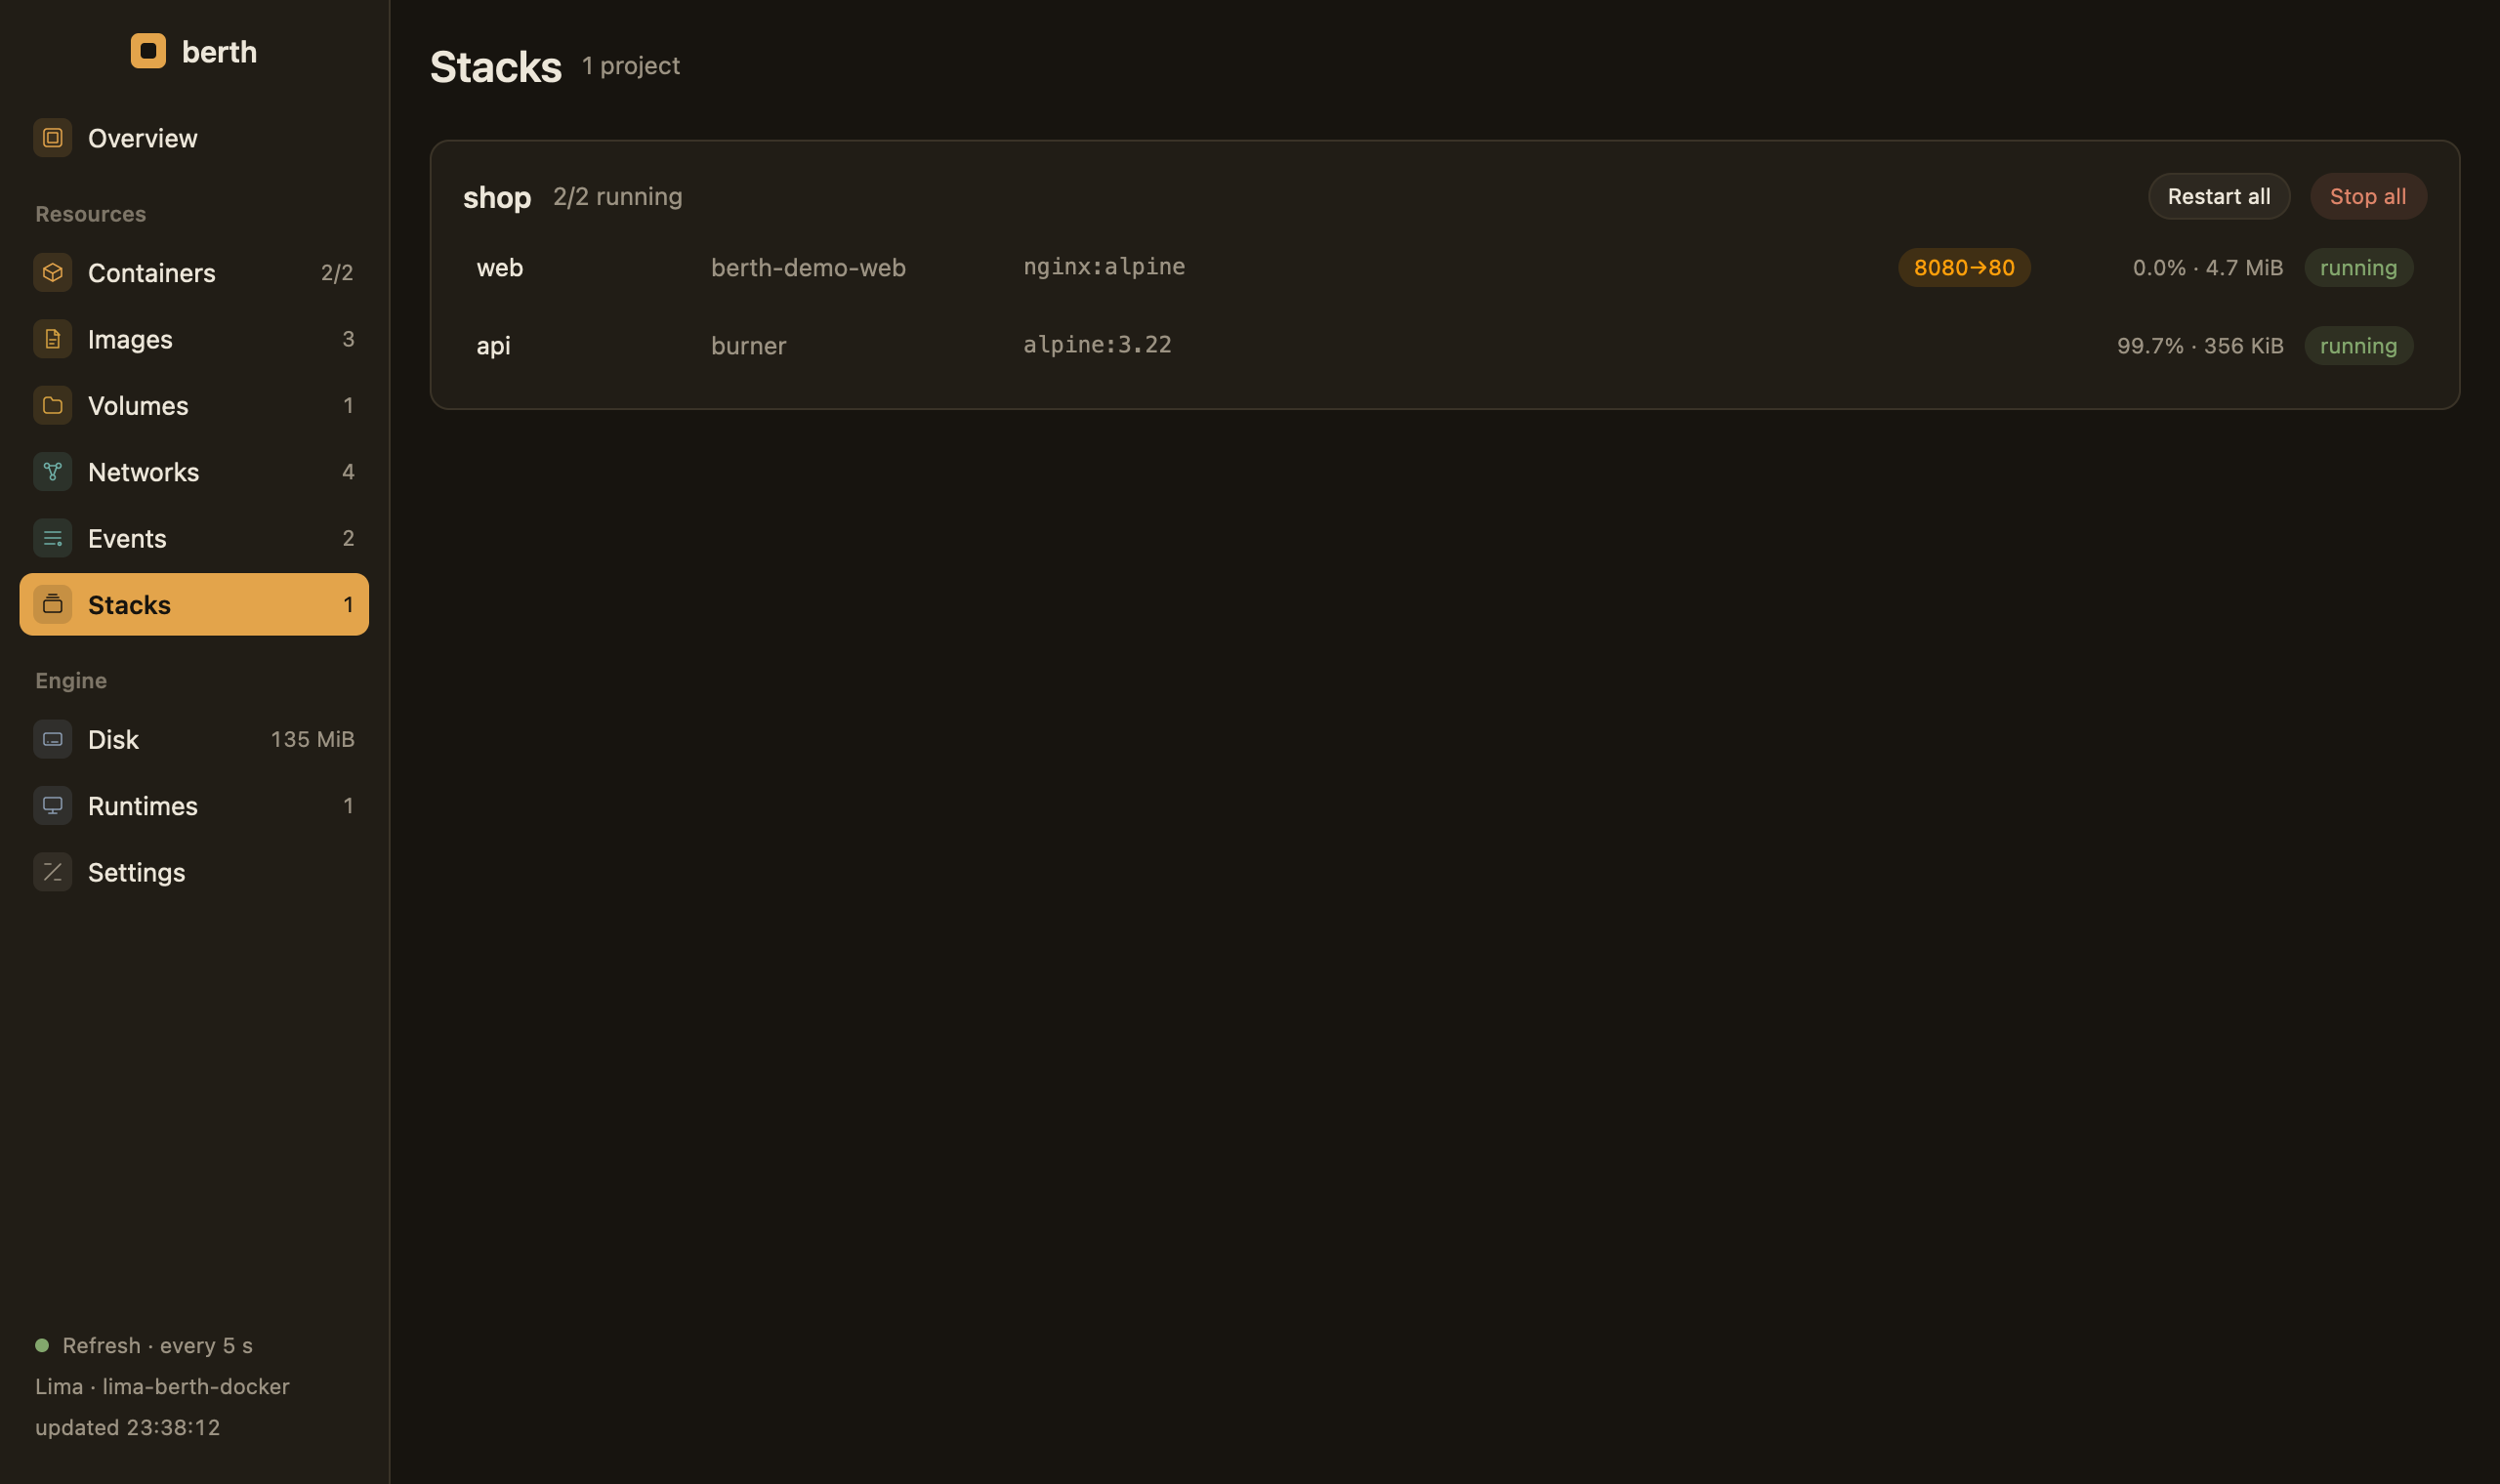 berth
Overview
Resources
Containers 2/2
Images 3
Volumes 1
Networks 4
Events 2
Stacks 1
Engine
Disk 135 MiB
Runtimes 1
Settings
Refresh · every 5 s
Lima · lima-berth-docker
updated 23:38:12
Stacks 1 project
shop 2/2 running Restart all Stop all
web berth-demo-web nginx:alpine 8080→80 0.0% · 4.7 MiB running
api burner alpine:3.22 99.7% · 356 KiB running